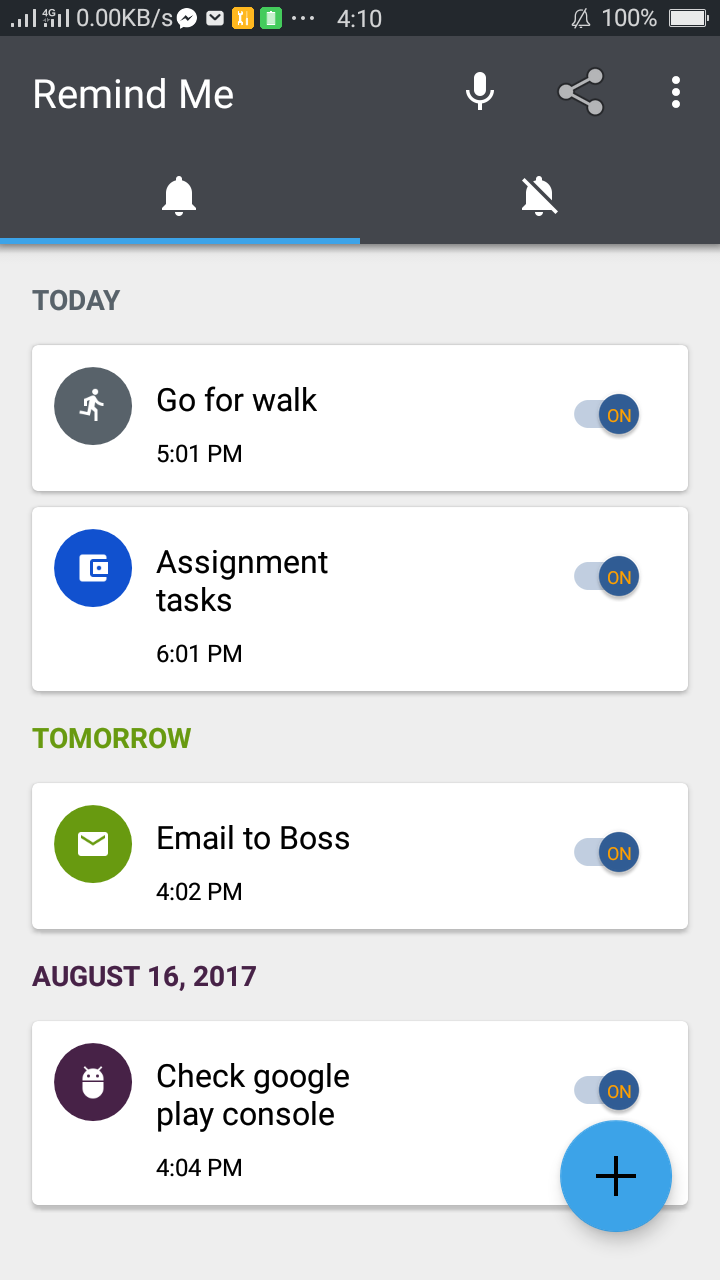 4G 0.00KB/s 4:10 100%
Remind Me
TODAY
Go for walk
ON
5:01 PM
Assignment
tasks
ON
6:01 PM
TOMORROW
Email to Boss
ON
4:02 PM
AUGUST 16, 2017
Check google
play console
ON
4:04 PM